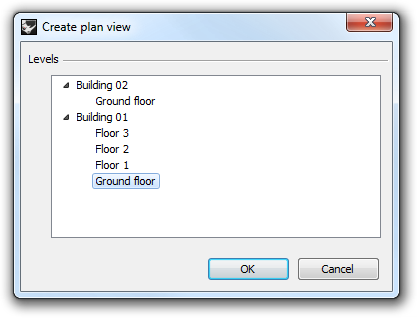 Create plan view
Levels
Building 02
Ground floor
Building 01
Floor 3
Floor 2
Floor 1
Ground floor
OK
Cancel